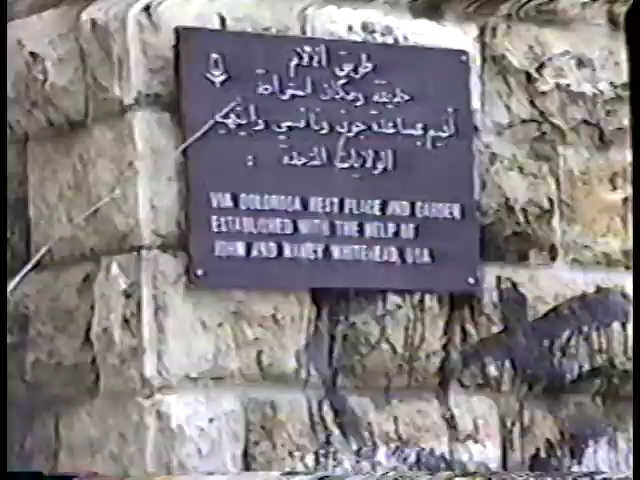 طريق الآلام
حديقة ومكان استراحة
أقيم بمساعدة جون ونانسي وايتهيد
الولايات المتحدة :
VIA DOLOROSA REST PLACE AND GARDEN
ESTABLISHED WITH THE HELP OF
JOHN AND NANCY WHITEHEAD, USA